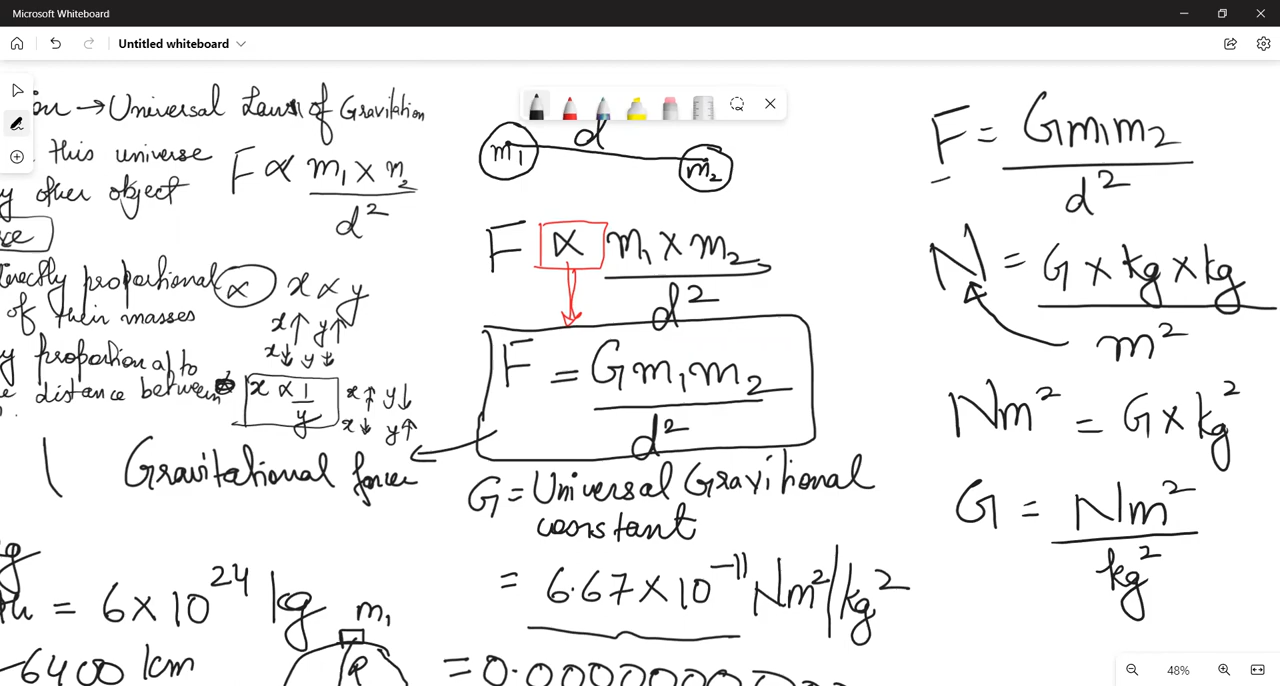 Microsoft Whiteboard
Untitled whiteboard
→ Universal Laws of Gravitation
this universe
F ∝ m1 × m2
d²
other object
directly proportional ∝
x ∝ y
of their masses
x↑ y↑
x↓ y↓
proportional to
distance between
x ∝ 1
y
x↑ y↓
x↓ y↑
Gravitational force
= 6×10²⁴ kg
6400 km
m1
R
m1 d m2
F ∝ m1 × m2
d²
F = Gm1m2
d²
G = Universal Gravitional
constant
= 6.67×10⁻¹¹ Nm²/kg²
= 0.0000000000
F = Gm1m2
d²
N = G × kg × kg
m²
Nm² = G × kg²
G = Nm²
kg²
48%